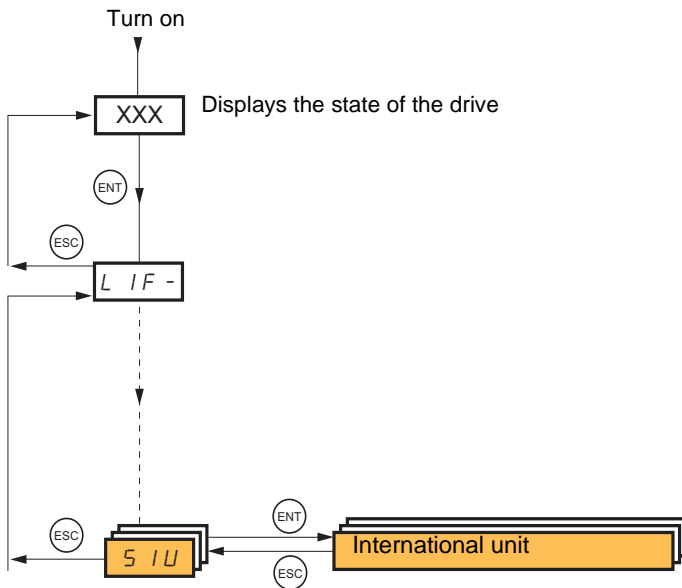 Turn on
XXX
Displays the state of the drive
ENT
ESC
L IF-
ENT
ESC
S IU
International unit
ESC